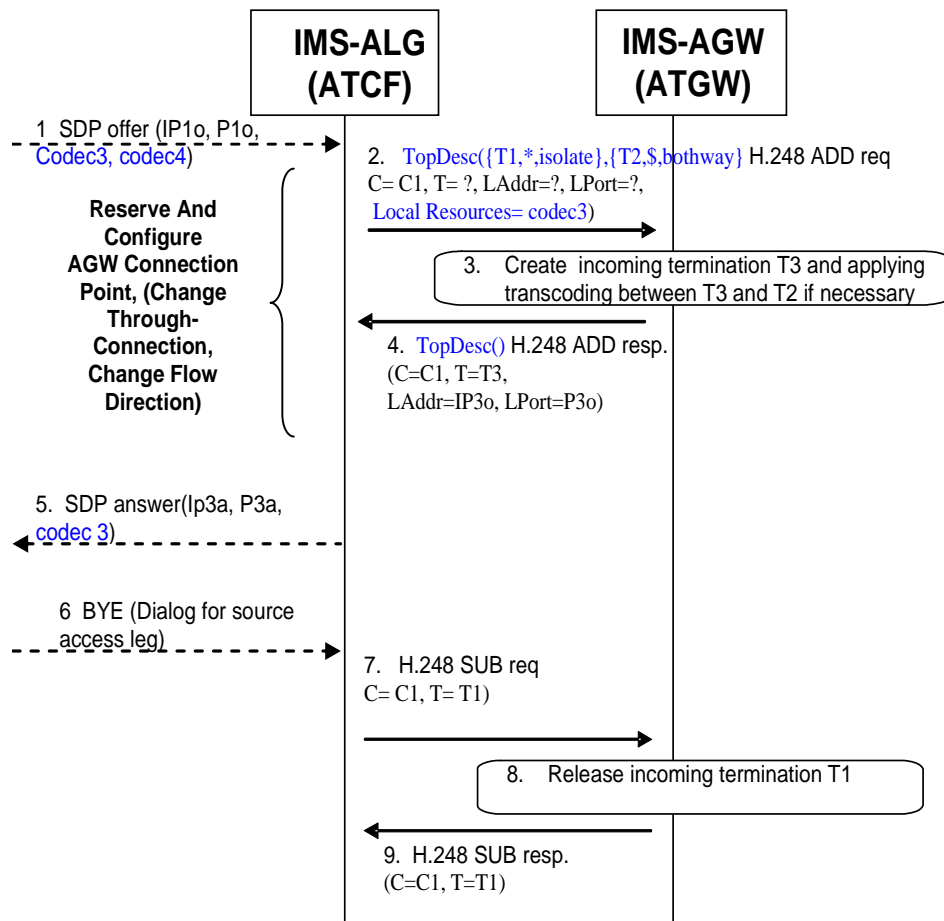 IMS-ALG
(ATCF)
IMS-AGW
(ATGW)
1 SDP offer (IP1o, P1o,
Codec3, codec4)
2. TopDesc({T1,*,isolate},{T2,$,bothway} H.248 ADD req
C= C1, T= ?, LAddr=?, LPort=?,
Local Resources= codec3)
Reserve And
Configure
AGW Connection
Point, (Change
Through-
Connection,
Change Flow
Direction)
3. Create incoming termination T3 and applying
transcoding between T3 and T2 if necessary
4. TopDesc() H.248 ADD resp.
(C=C1, T=T3,
LAddr=IP3o, LPort=P3o)
5. SDP answer(Ip3a, P3a,
codec 3)
6 BYE (Dialog for source
access leg)
7. H.248 SUB req
C= C1, T= T1)
8. Release incoming termination T1
9. H.248 SUB resp.
(C=C1, T=T1)